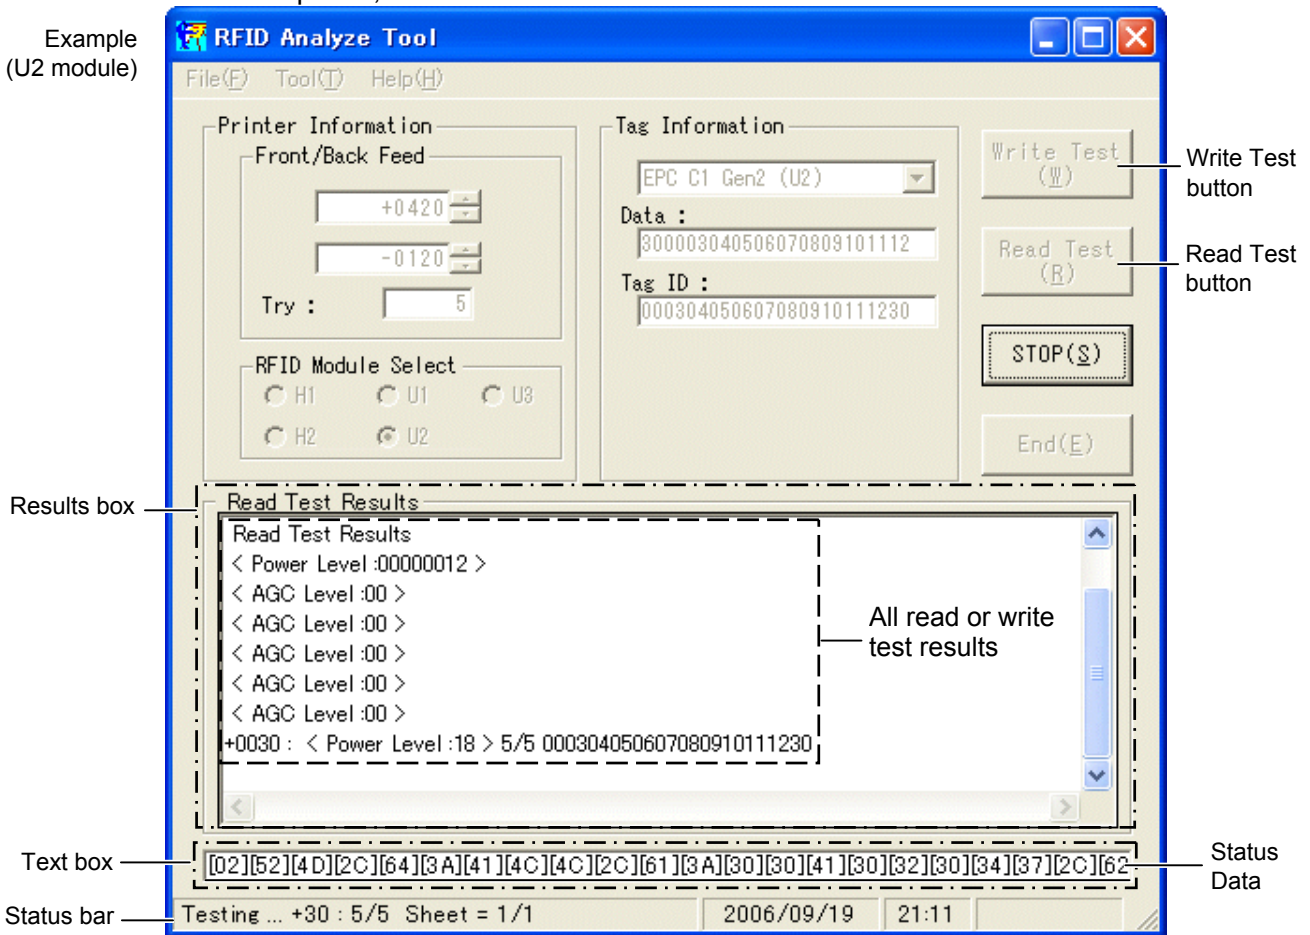 Example
(U2 module)
RFID Analyze Tool
File(F) Tool(T) Help(H)
Printer Information
Front/Back Feed
+0420
-0120
Try : 5
RFID Module Select
H1 U1 U3
H2 U2
Tag Information
EPC C1 Gen2 (U2)
Data :
300003040506070809101112
Tag ID :
000304050607080910111230
Write Test
(W)
Read Test
(R)
STOP(S)
End(E)
Write Test
button
Read Test
button
Results box
Read Test Results
Read Test Results
< Power Level :00000012 >
< AGC Level :00 >
< AGC Level :00 >
< AGC Level :00 >
< AGC Level :00 >
< AGC Level :00 >
+0030 : < Power Level :18 > 5/5 000304050607080910111230
All read or write
test results
Text box
[02][52][4D][2C][64][3A][41][4C][4C][2C][61][3A][30][30][41][30][32][30][34][37][2C][62
Status
Data
Status bar
Testing ... +30 : 5/5 Sheet = 1/1
2006/09/19
21:11